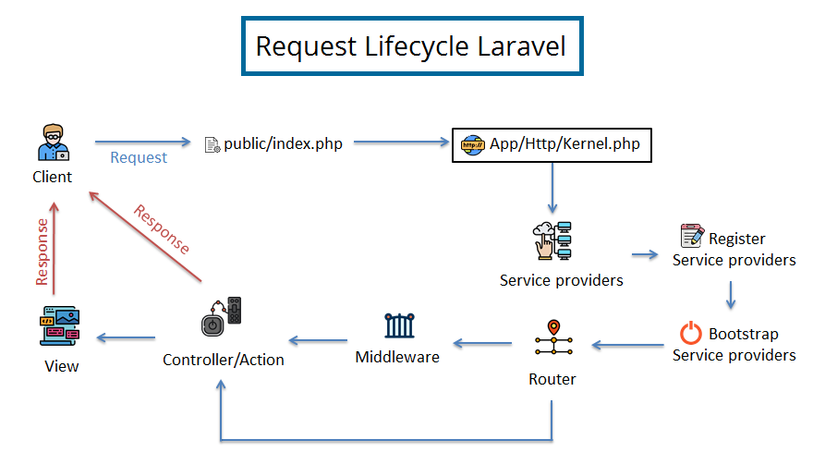 Request Lifecycle Laravel
Client
Request
public/index.php
http://
App/Http/Kernel.php
Service providers
Register
Service providers
Bootstrap
Service providers
Router
Middleware
Controller/Action
View
Response
Response